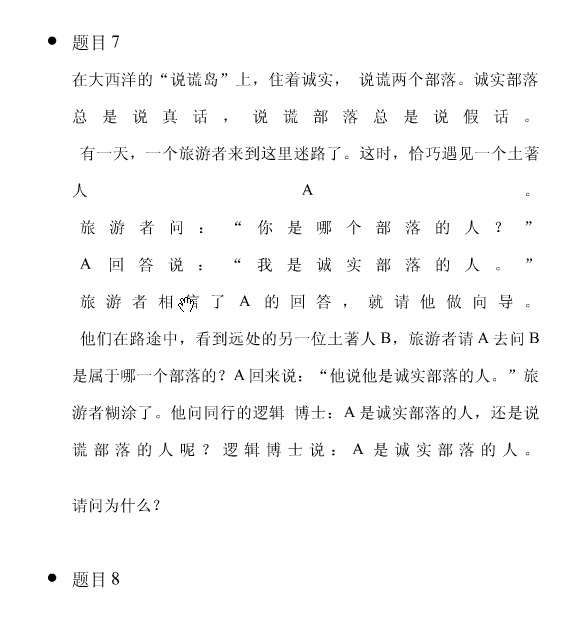 题目 7
在大西洋的“说谎岛”上，住着诚实， 说谎两个部落。诚实部落
总是说真话，说谎部落总是说假话。
有一天，一个旅游者来到这里迷路了。这时，恰巧遇见一个土著
人A。
旅游者问：“你是哪个部落的人？”
A回答说：“我是诚实部落的人。”
旅游者相信了A的回答，就请他做向导。
他们在路途中，看到远处的另一位土著人 B，旅游者请 A 去问 B
是属于哪一个部落的？A 回来说：“他说他是诚实部落的人。”旅
游者糊涂了。他问同行的逻辑 博士：A 是诚实部落的人，还是说
谎部落的人呢？逻辑博士说：A是诚实部落的人。
请问为什么？
题目 8